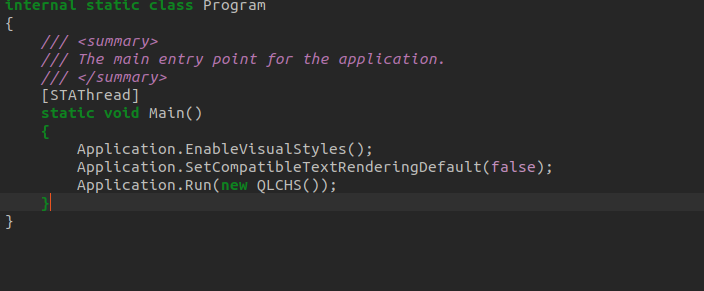 internal static class Program
{
    /// <summary>
    /// The main entry point for the application.
    /// </summary>
    [STAThread]
    static void Main()
    {
        Application.EnableVisualStyles();
        Application.SetCompatibleTextRenderingDefault(false);
        Application.Run(new QLCHS());
    }
}